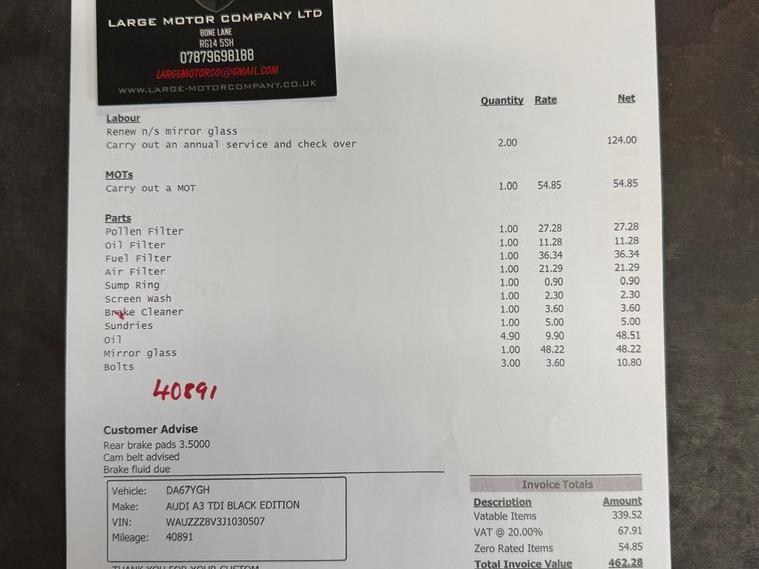 LARGE MOTOR COMPANY LTD
BONE LANE
RG14 5SH
07879698188
LARGEMOTORCO@GMAIL.COM
WWW.LARGE-MOTORCOMPANY.CO.UK
Quantity Rate Net
Labour
Renew n/s mirror glass
Carry out an annual service and check over 2.00 124.00
MOTs
Carry out a MOT 1.00 54.85 54.85
Parts
Pollen Filter 1.00 27.28 27.28
Oil Filter 1.00 11.28 11.28
Fuel Filter 1.00 36.34 36.34
Air Filter 1.00 21.29 21.29
Sump Ring 1.00 0.90 0.90
Screen Wash 1.00 2.30 2.30
Brake Cleaner 1.00 3.60 3.60
Sundries 1.00 5.00 5.00
Oil 4.90 9.90 48.51
Mirror glass 1.00 48.22 48.22
Bolts 3.00 3.60 10.80
40891
Customer Advise
Rear brake pads 3.5000
Cam belt advised
Brake fluid due
Vehicle: DA67YGH
Make: AUDI A3 TDI BLACK EDITION
VIN: WAUZZZ8V3J1030507
Mileage: 40891
Invoice Totals
Description Amount
Vatable Items 339.52
VAT @ 20.00% 67.91
Zero Rated Items 54.85
Total Invoice Value 462.28
THANK YOU FOR YOUR CUSTOM